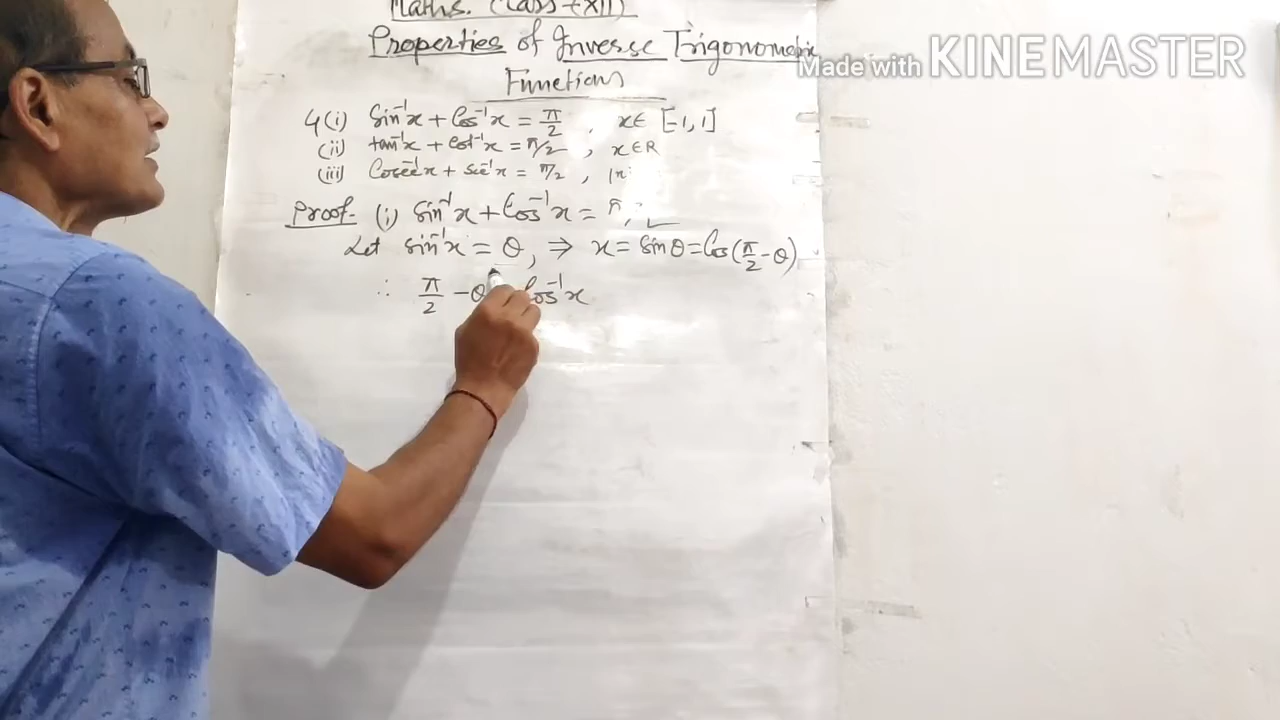 Maths. Class-(XII)
Properties of Inverse Trigonometric
Functions
Made with KINEMASTER
4(i) Sin⁻¹x + Cos⁻¹x = π/2 , x∈ [-1, 1]
(ii) tan⁻¹x + Cot⁻¹x = π/2 , x∈R
(iii) Cosec⁻¹x + sec⁻¹x = π/2 , |x|
Proof- (i) Sin⁻¹x + Cos⁻¹x = π/2
Let Sin⁻¹x = θ, ⇒ x = Sinθ = Cos(π/2 - θ)
∴ π/2 - θ = Cos⁻¹x